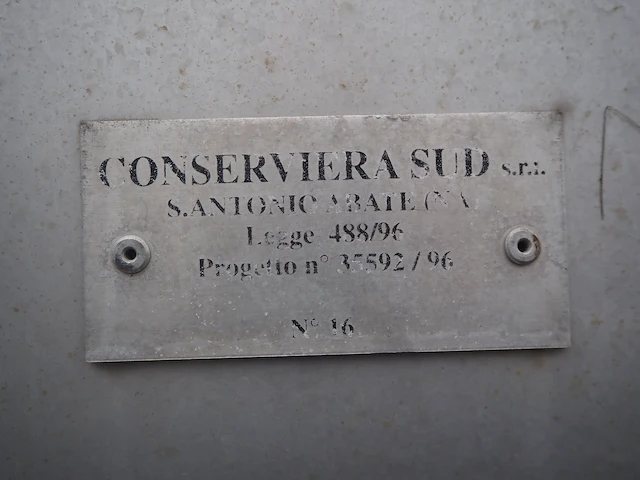 CONSERVIERA SUD s.r.l.
S.ANTONIO ABATE (NA)
Legge 488/96
Progetto n° 35592 / 96
N°. 16